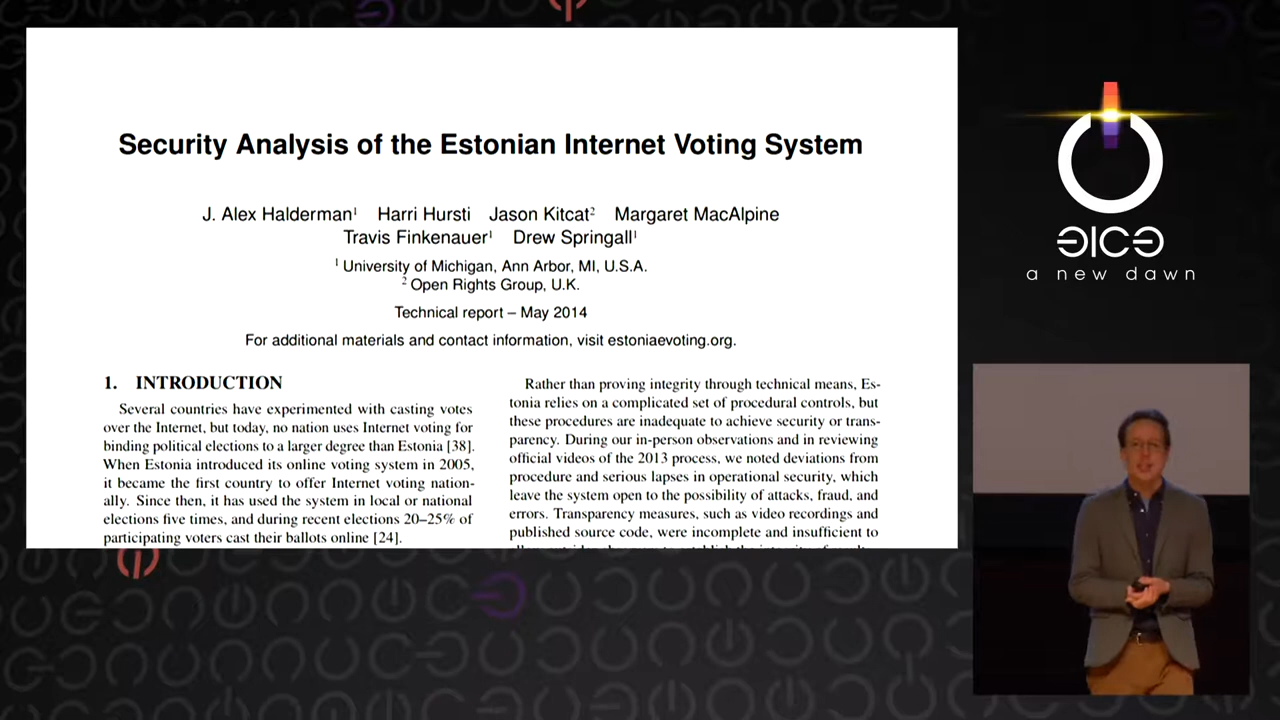 Security Analysis of the Estonian Internet Voting System
J. Alex Halderman¹ Harri Hursti Jason Kitcat² Margaret MacAlpine
Travis Finkenauer¹ Drew Springall¹
¹ University of Michigan, Ann Arbor, MI, U.S.A.
² Open Rights Group, U.K.
Technical report – May 2014
For additional materials and contact information, visit estoniaevoting.org.
1. INTRODUCTION
Several countries have experimented with casting votes
over the Internet, but today, no nation uses Internet voting for
binding political elections to a larger degree than Estonia [38].
When Estonia introduced its online voting system in 2005,
it became the first country to offer Internet voting nation-
ally. Since then, it has used the system in local or national
elections five times, and during recent elections 20–25% of
participating voters cast their ballots online [24].
Rather than proving integrity through technical means, Es-
tonia relies on a complicated set of procedural controls, but
these procedures are inadequate to achieve security or trans-
parency. During our in-person observations and in reviewing
official videos of the 2013 process, we noted deviations from
procedure and serious lapses in operational security, which
leave the system open to the possibility of attacks, fraud, and
errors. Transparency measures, such as video recordings and
published source code, were incomplete and insufficient to
a new dawn